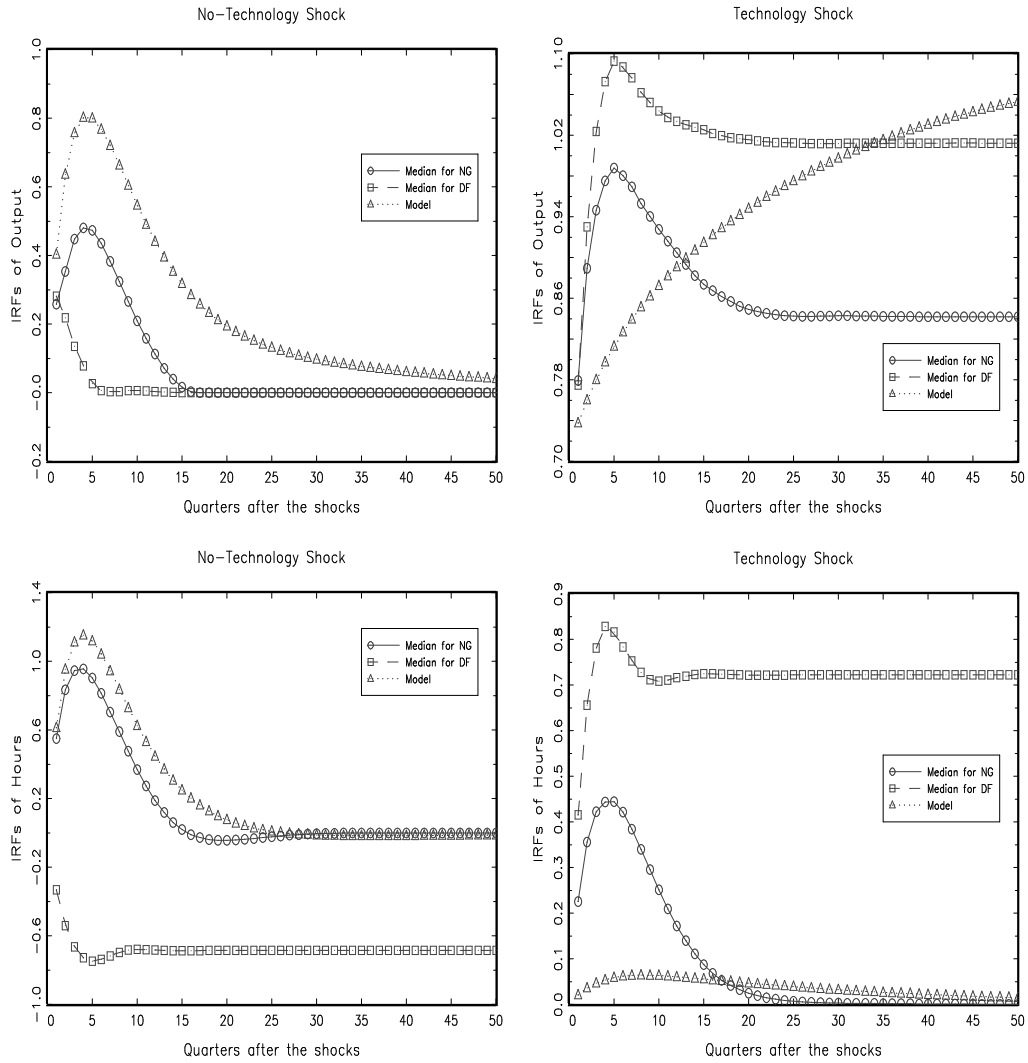 No-Technology Shock
IRFs of Output
-0.2 -0.0 0.2 0.4 0.6 0.8 1.0
Median for NG
Median for DF
Model
0 5 10 15 20 25 30 35 40 45 50
Quarters after the shocks
Technology Shock
IRFs of Output
0.70 0.78 0.86 0.94 1.02 1.10
Median for NG
Median for DF
Model
0 5 10 15 20 25 30 35 40 45 50
Quarters after the shocks
No-Technology Shock
IRFs of Hours
-1.0 -0.6 -0.2 0.2 0.6 1.0 1.4
Median for NG
Median for DF
Model
0 5 10 15 20 25 30 35 40 45 50
Quarters after the shocks
Technology Shock
IRFs of Hours
0.0 0.1 0.2 0.3 0.4 0.5 0.6 0.7 0.8 0.9
Median for NG
Median for DF
Model
0 5 10 15 20 25 30 35 40 45 50
Quarters after the shocks